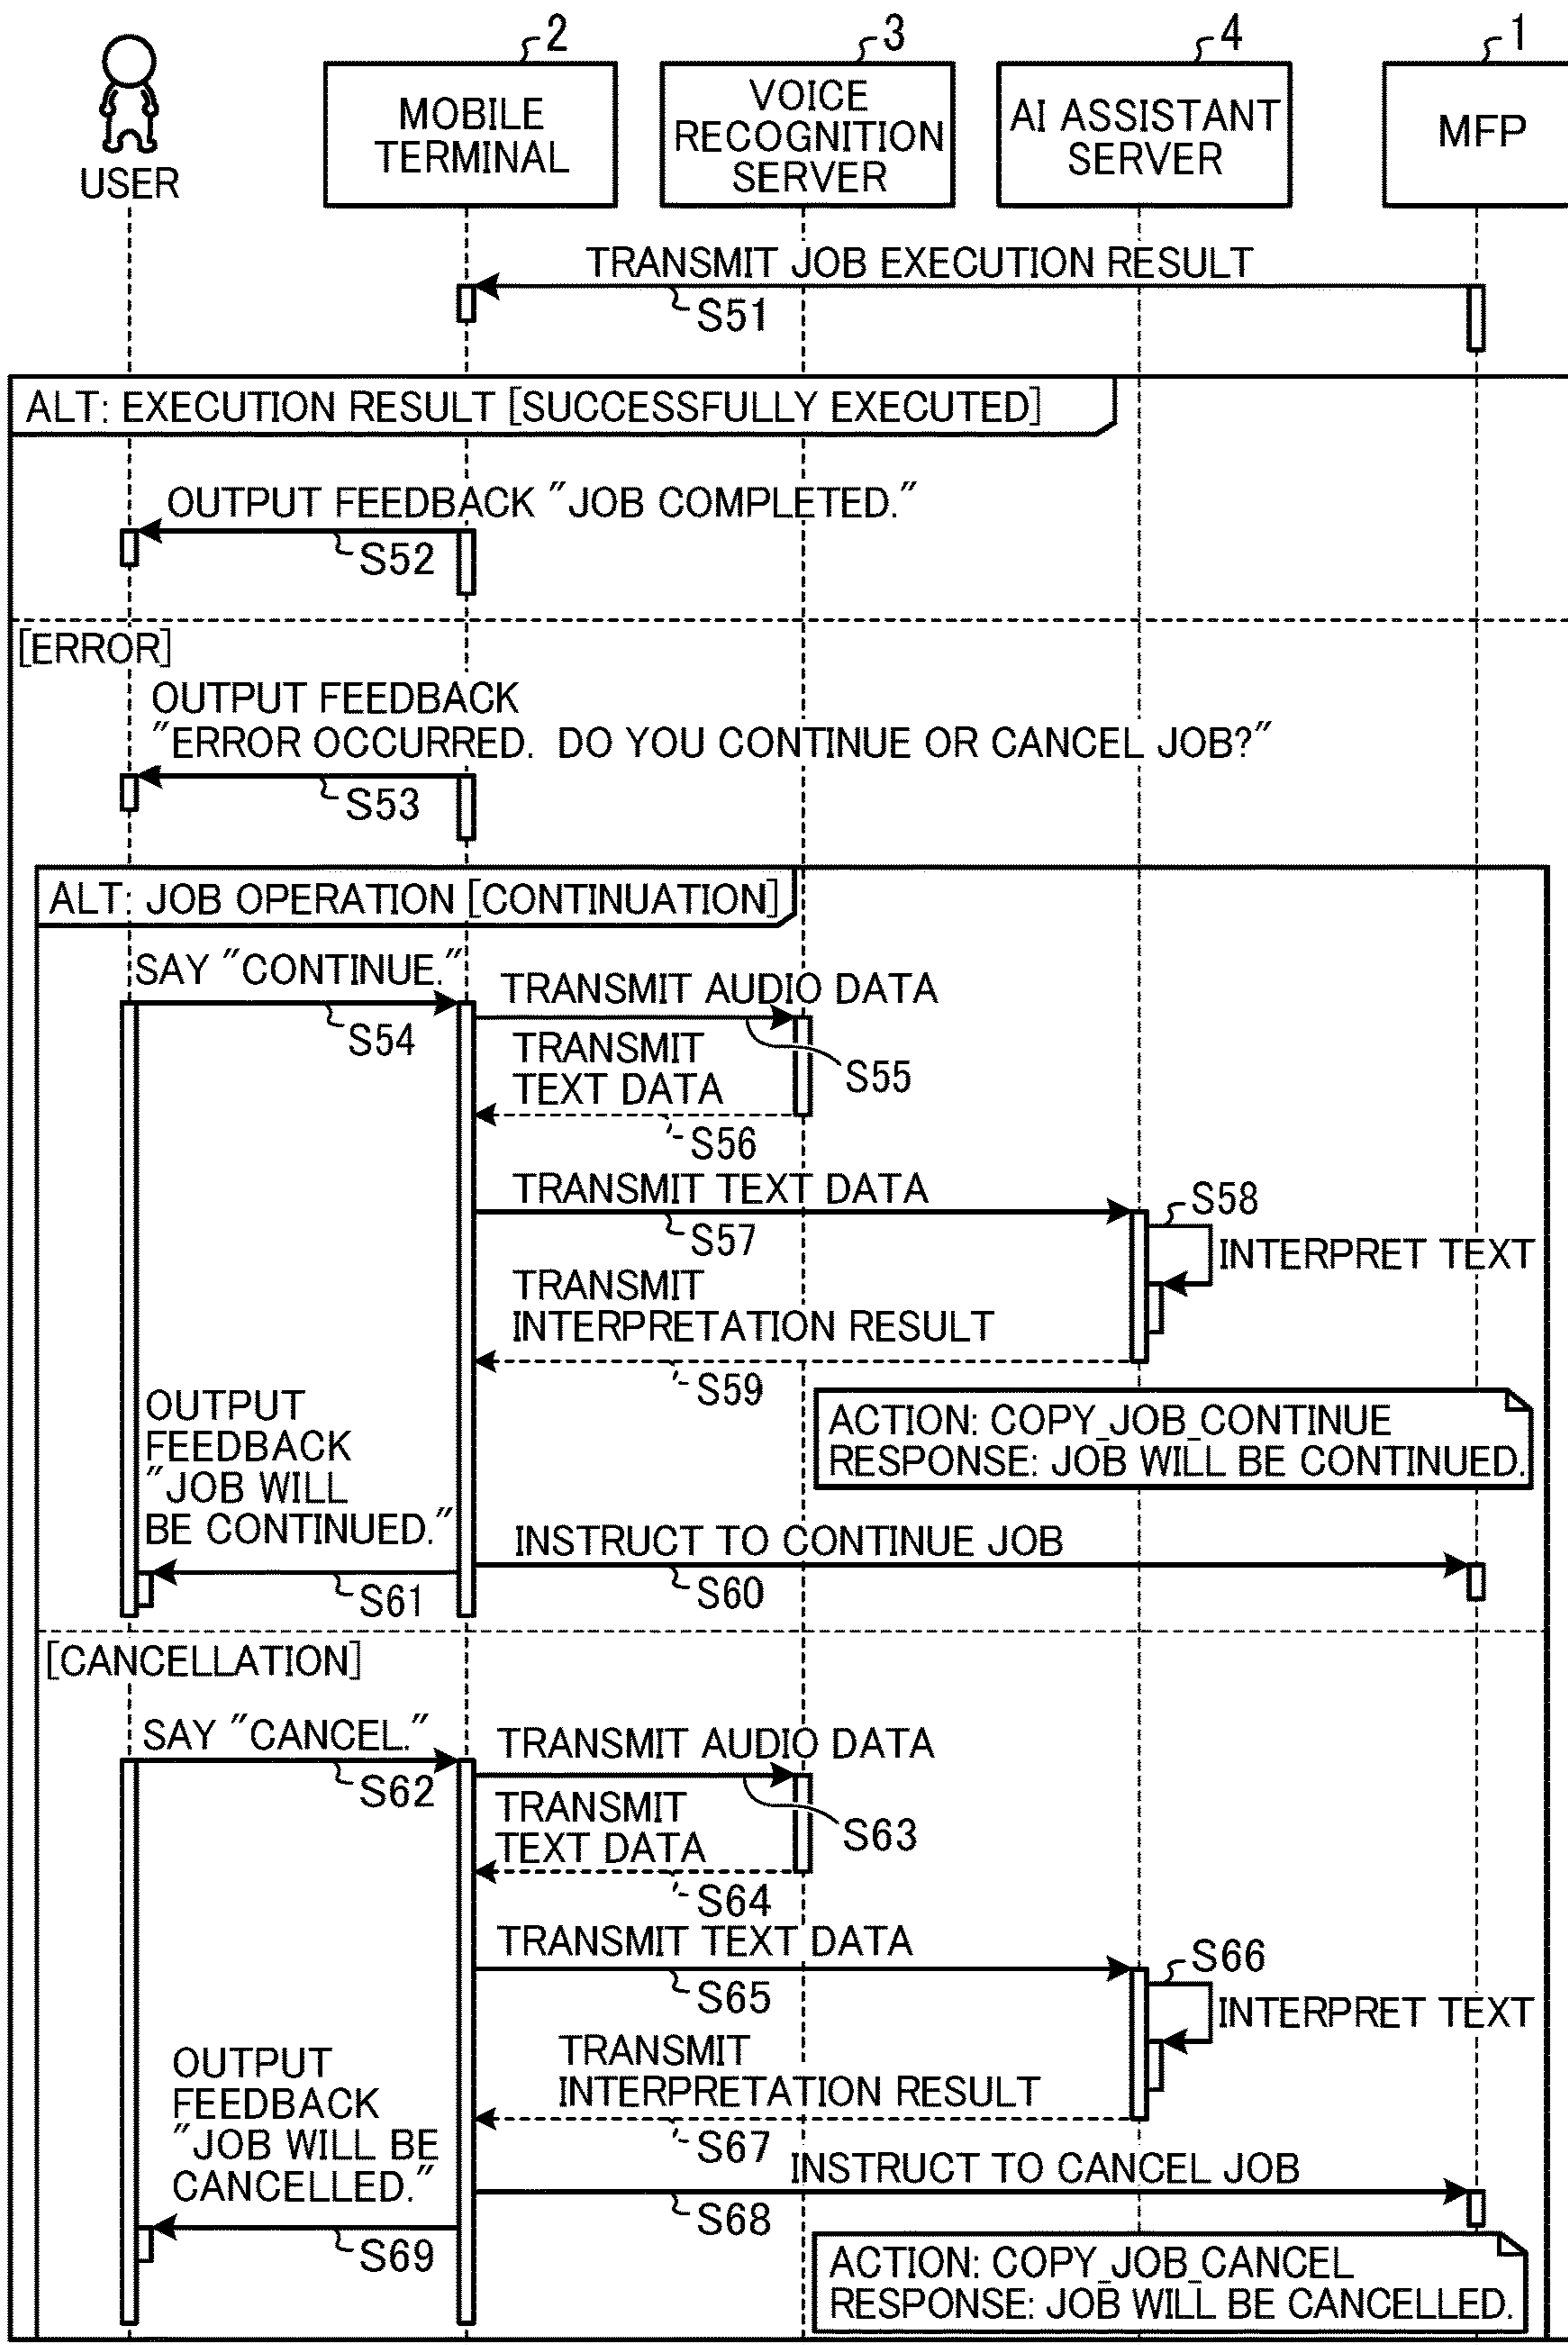 2
3
4
1
USER
MOBILE
TERMINAL
VOICE
RECOGNITION
SERVER
AI ASSISTANT
SERVER
MFP
TRANSMIT JOB EXECUTION RESULT
S51
ALT: EXECUTION RESULT [SUCCESSFULLY EXECUTED]
OUTPUT FEEDBACK "JOB COMPLETED."
S52
[ERROR]
OUTPUT FEEDBACK
"ERROR OCCURRED. DO YOU CONTINUE OR CANCEL JOB?"
S53
ALT: JOB OPERATION [CONTINUATION]
SAY "CONTINUE."
S54
TRANSMIT AUDIO DATA
S55
TRANSMIT
TEXT DATA
S56
TRANSMIT TEXT DATA
S57
S58
INTERPRET TEXT
TRANSMIT
INTERPRETATION RESULT
S59
ACTION: COPY_JOB_CONTINUE
RESPONSE: JOB WILL BE CONTINUED.
OUTPUT
FEEDBACK
"JOB WILL
BE CONTINUED."
INSTRUCT TO CONTINUE JOB
S60
S61
[CANCELLATION]
SAY "CANCEL."
S62
TRANSMIT AUDIO DATA
S63
TRANSMIT
TEXT DATA
S64
TRANSMIT TEXT DATA
S65
S66
INTERPRET TEXT
TRANSMIT
INTERPRETATION RESULT
S67
OUTPUT
FEEDBACK
"JOB WILL BE
CANCELLED."
INSTRUCT TO CANCEL JOB
S68
S69
ACTION: COPY_JOB_CANCEL
RESPONSE: JOB WILL BE CANCELLED.